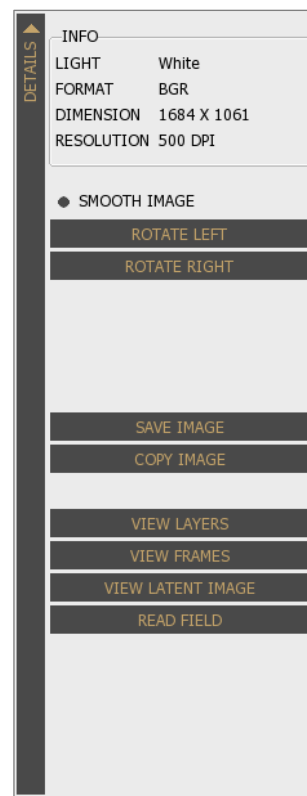 DETAILS
INFO
LIGHT White
FORMAT BGR
DIMENSION 1684 X 1061
RESOLUTION 500 DPI
SMOOTH IMAGE
ROTATE LEFT
ROTATE RIGHT
SAVE IMAGE
COPY IMAGE
VIEW LAYERS
VIEW FRAMES
VIEW LATENT IMAGE
READ FIELD